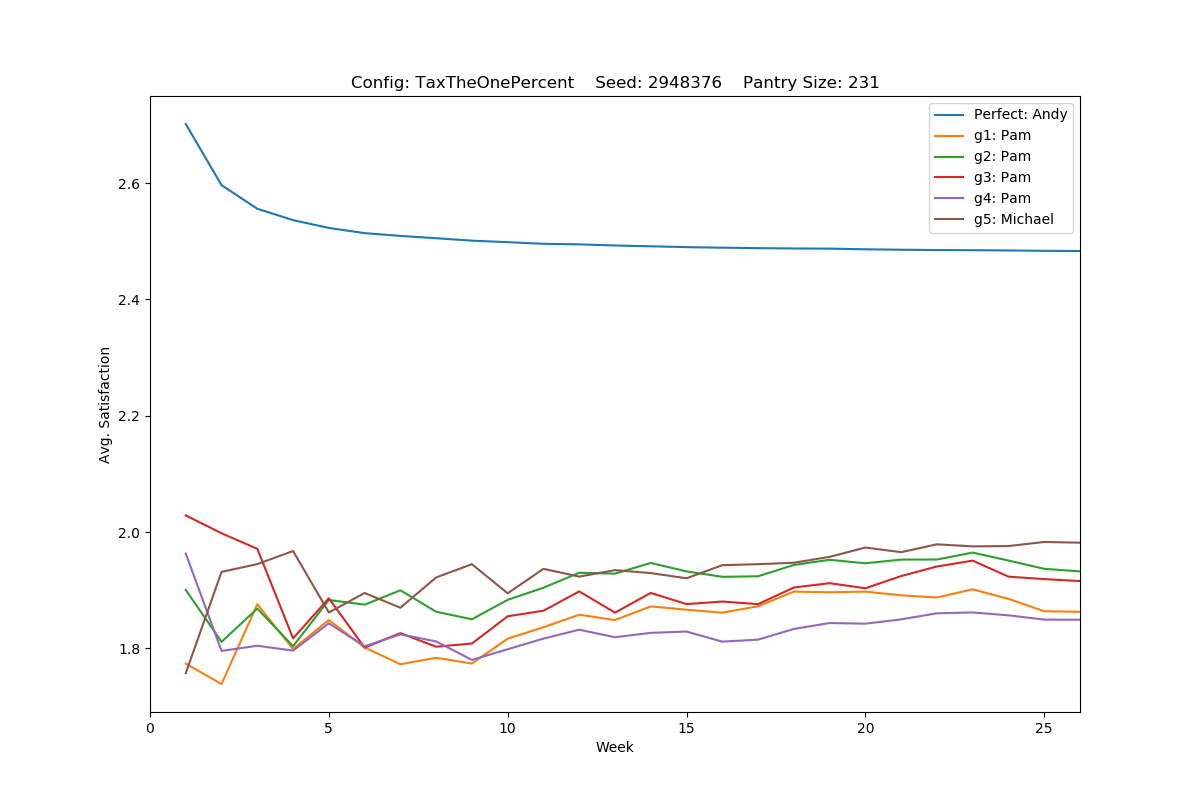 Config: TaxTheOnePercent    Seed: 2948376    Pantry Size: 231
Perfect: Andy
g1: Pam
g2: Pam
g3: Pam
g4: Pam
g5: Michael
Avg. Satisfaction
2.6
2.4
2.2
2.0
1.8
0 5 10 15 20 25
Week